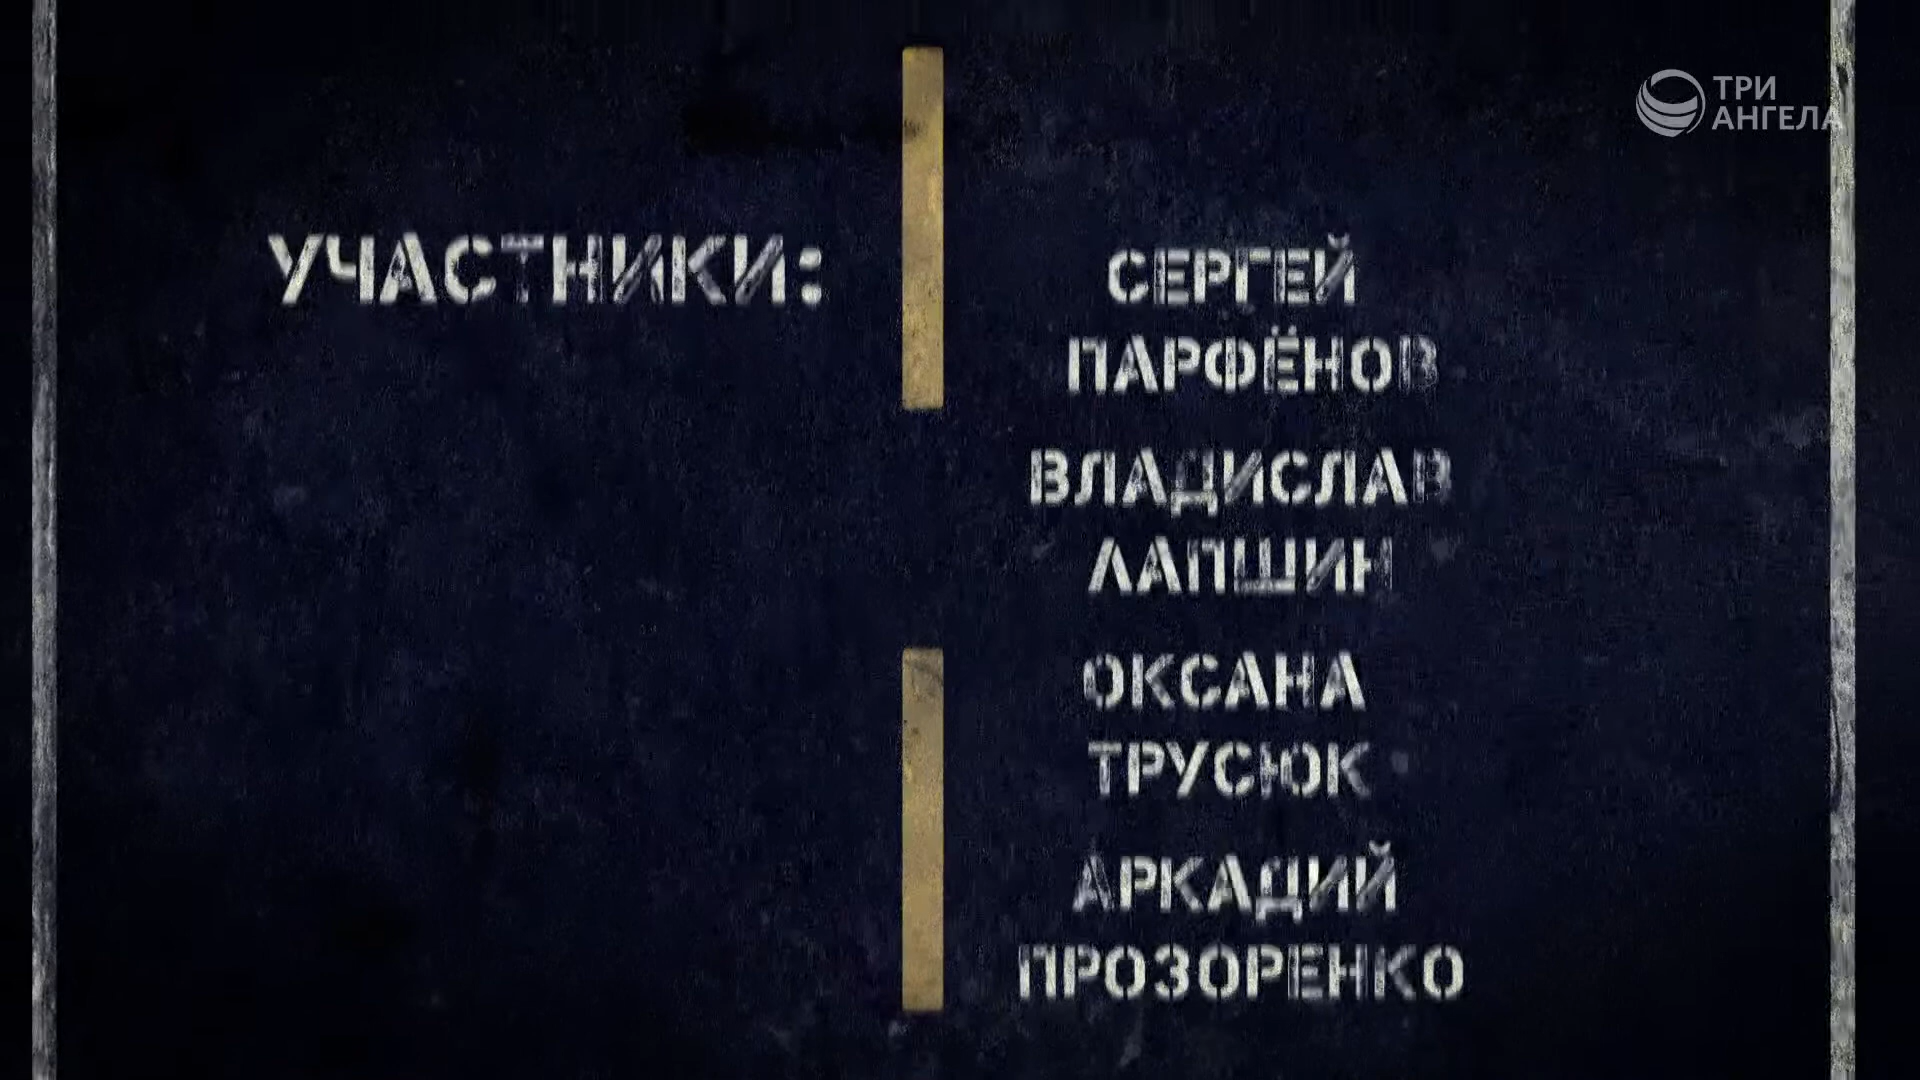 ТРИ
АНГЕЛА
УЧАСТНИКИ:
СЕРГЕЙ
ПАРФЁНОВ
ВЛАДИСЛАВ
ЛАПШИН
ОКСАНА
ТРУСЮК
АРКАДИЙ
ПРОЗОРЕНКО